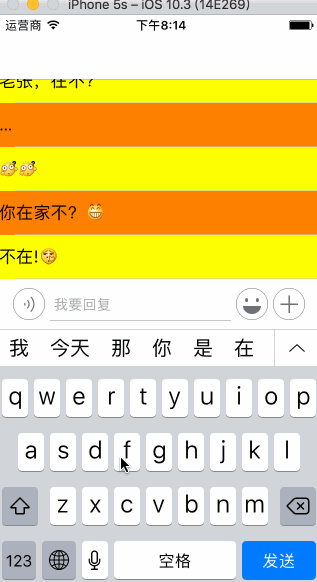 iPhone 5s – iOS 10.3 (14E269)
运营商 下午8:14
老张，在不？
...
你在家不？😁
不在!
我要回复
我 今天 那 你 是 在
q w e r t y u i o p
a s d f g h j k l
z x c v b n m
123 空格 发送